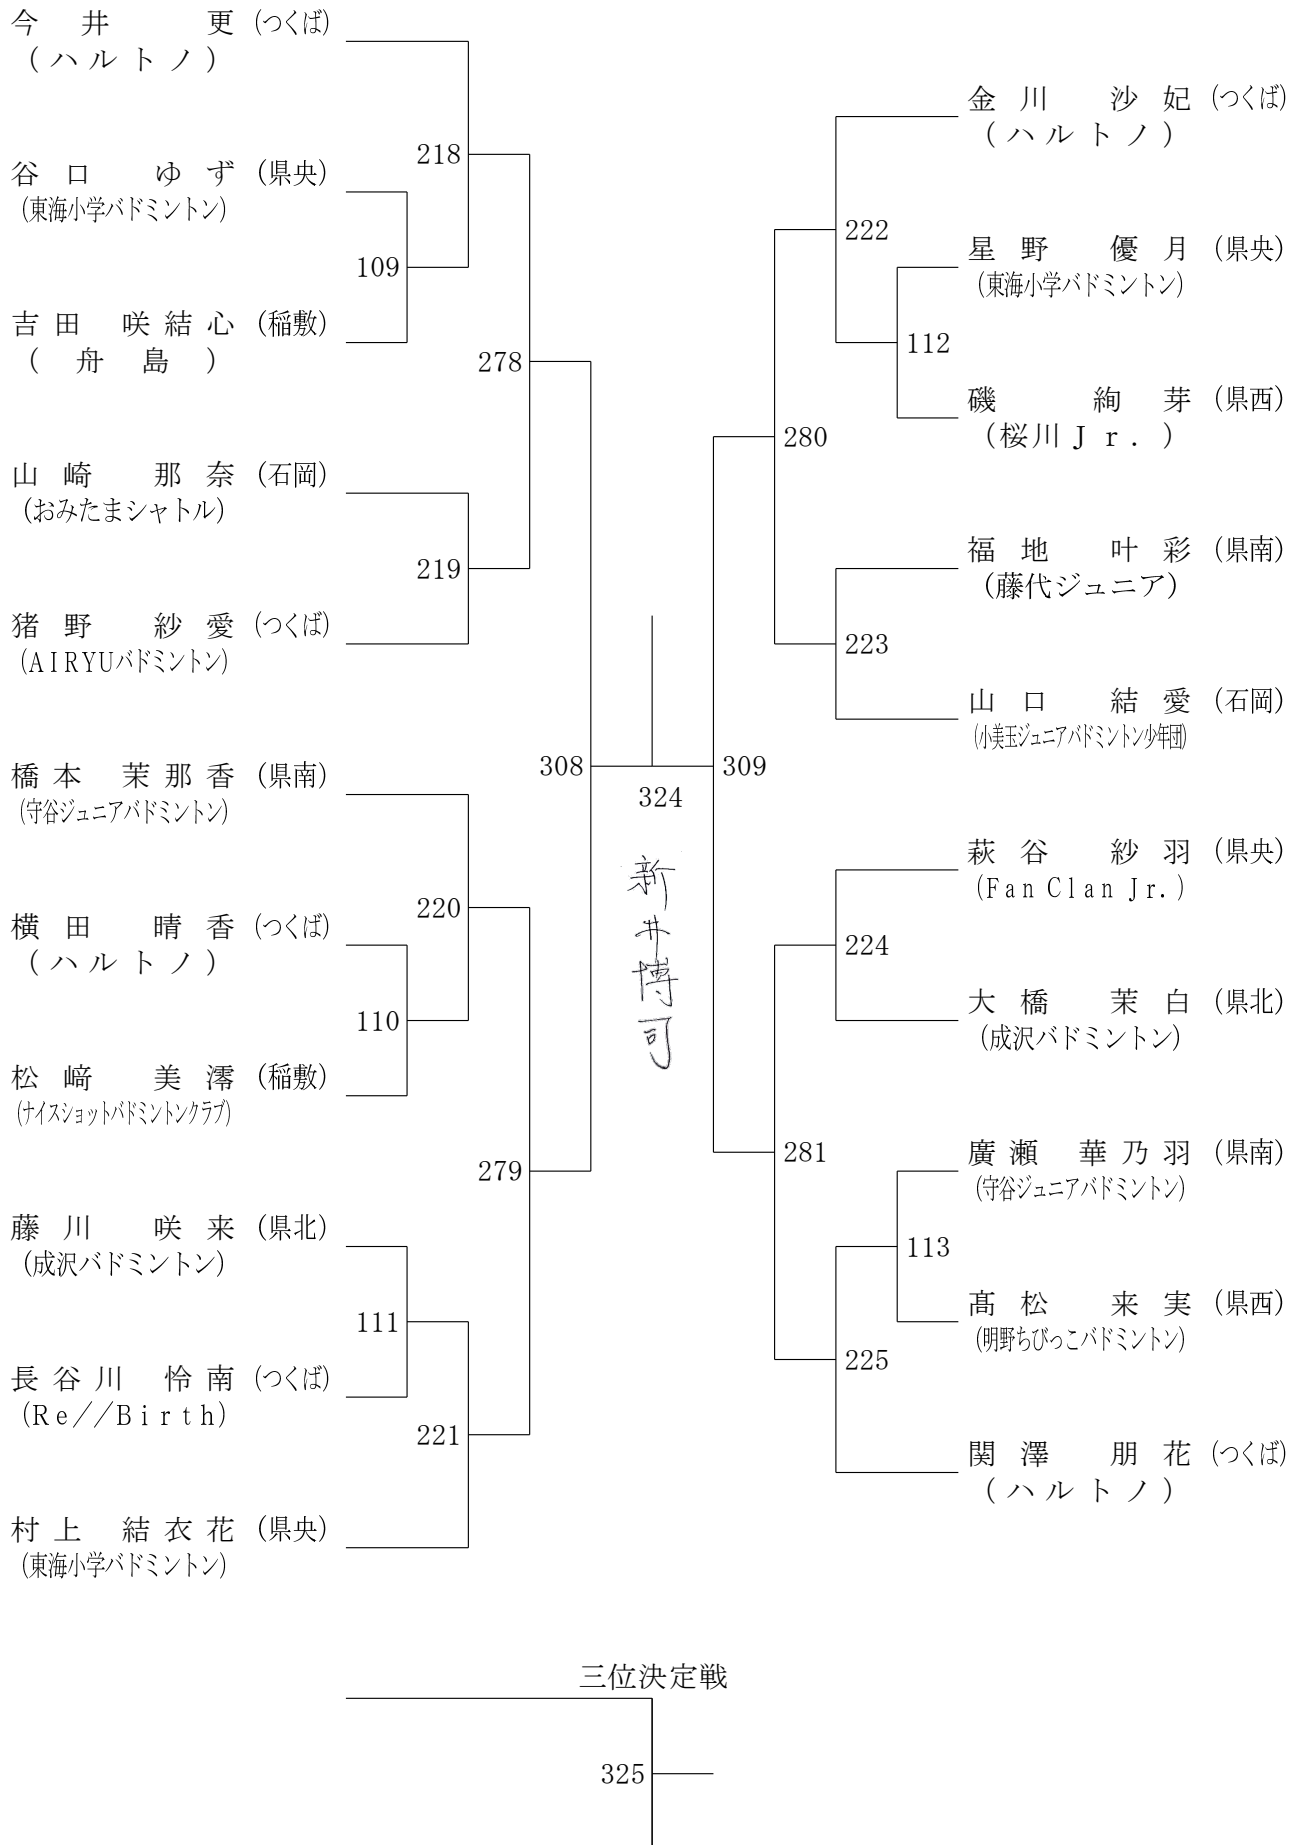 今井 更 (つくば)
(ハルトノ)
218
谷口 ゆず (県央)
(東海小学バドミントン)
109
吉田 咲結心 (稲敷)
(舟島)
278
山崎 那奈 (石岡)
(おみたまシャトル)
219
猪野 紗愛 (つくば)
(AIRYUバドミントン)
308
橋本 茉那香 (県南)
(守谷ジュニアバドミントン)
220
横田 晴香 (つくば)
(ハルトノ)
110
松﨑 美澪 (稲敷)
(ナイスショットバドミントンクラブ)
279
藤川 咲来 (県北)
(成沢バドミントン)
111
長谷川 怜南 (つくば)
(Re//Birth)
221
村上 結衣花 (県央)
(東海小学バドミントン)
324
新井博司
金川 沙妃 (つくば)
(ハルトノ)
222
星野 優月 (県央)
(東海小学バドミントン)
112
磯 絢芽 (県西)
(桜川Jr.)
280
福地 叶彩 (県南)
(藤代ジュニア)
223
山口 結愛 (石岡)
(小美玉ジュニアバドミントン少年団)
309
萩谷 紗羽 (県央)
(Fan Clan Jr.)
224
大橋 茉白 (県北)
(成沢バドミントン)
281
廣瀬 華乃羽 (県南)
(守谷ジュニアバドミントン)
113
髙松 来実 (県西)
(明野ちびっこバドミントン)
225
関澤 朋花 (つくば)
(ハルトノ)
三位決定戦
325